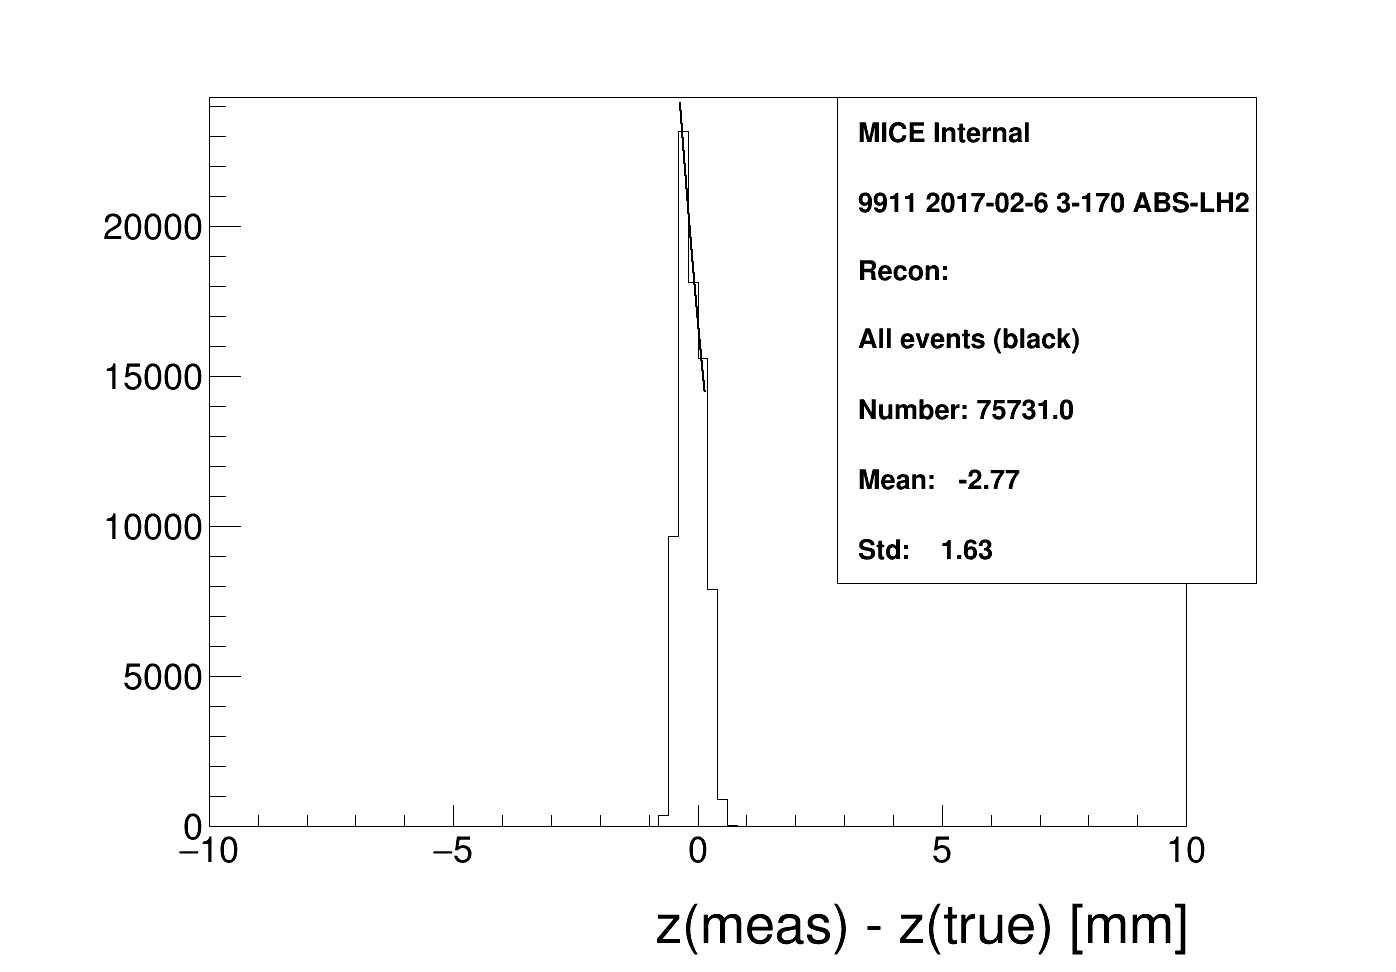 MICE Internal
9911 2017-02-6 3-170 ABS-LH2
Recon:
All events (black)
Number: 75731.0
Mean: -2.77
Std: 1.63
20000
15000
10000
5000
0
−10 −5 0 5 10
z(meas) - z(true) [mm]